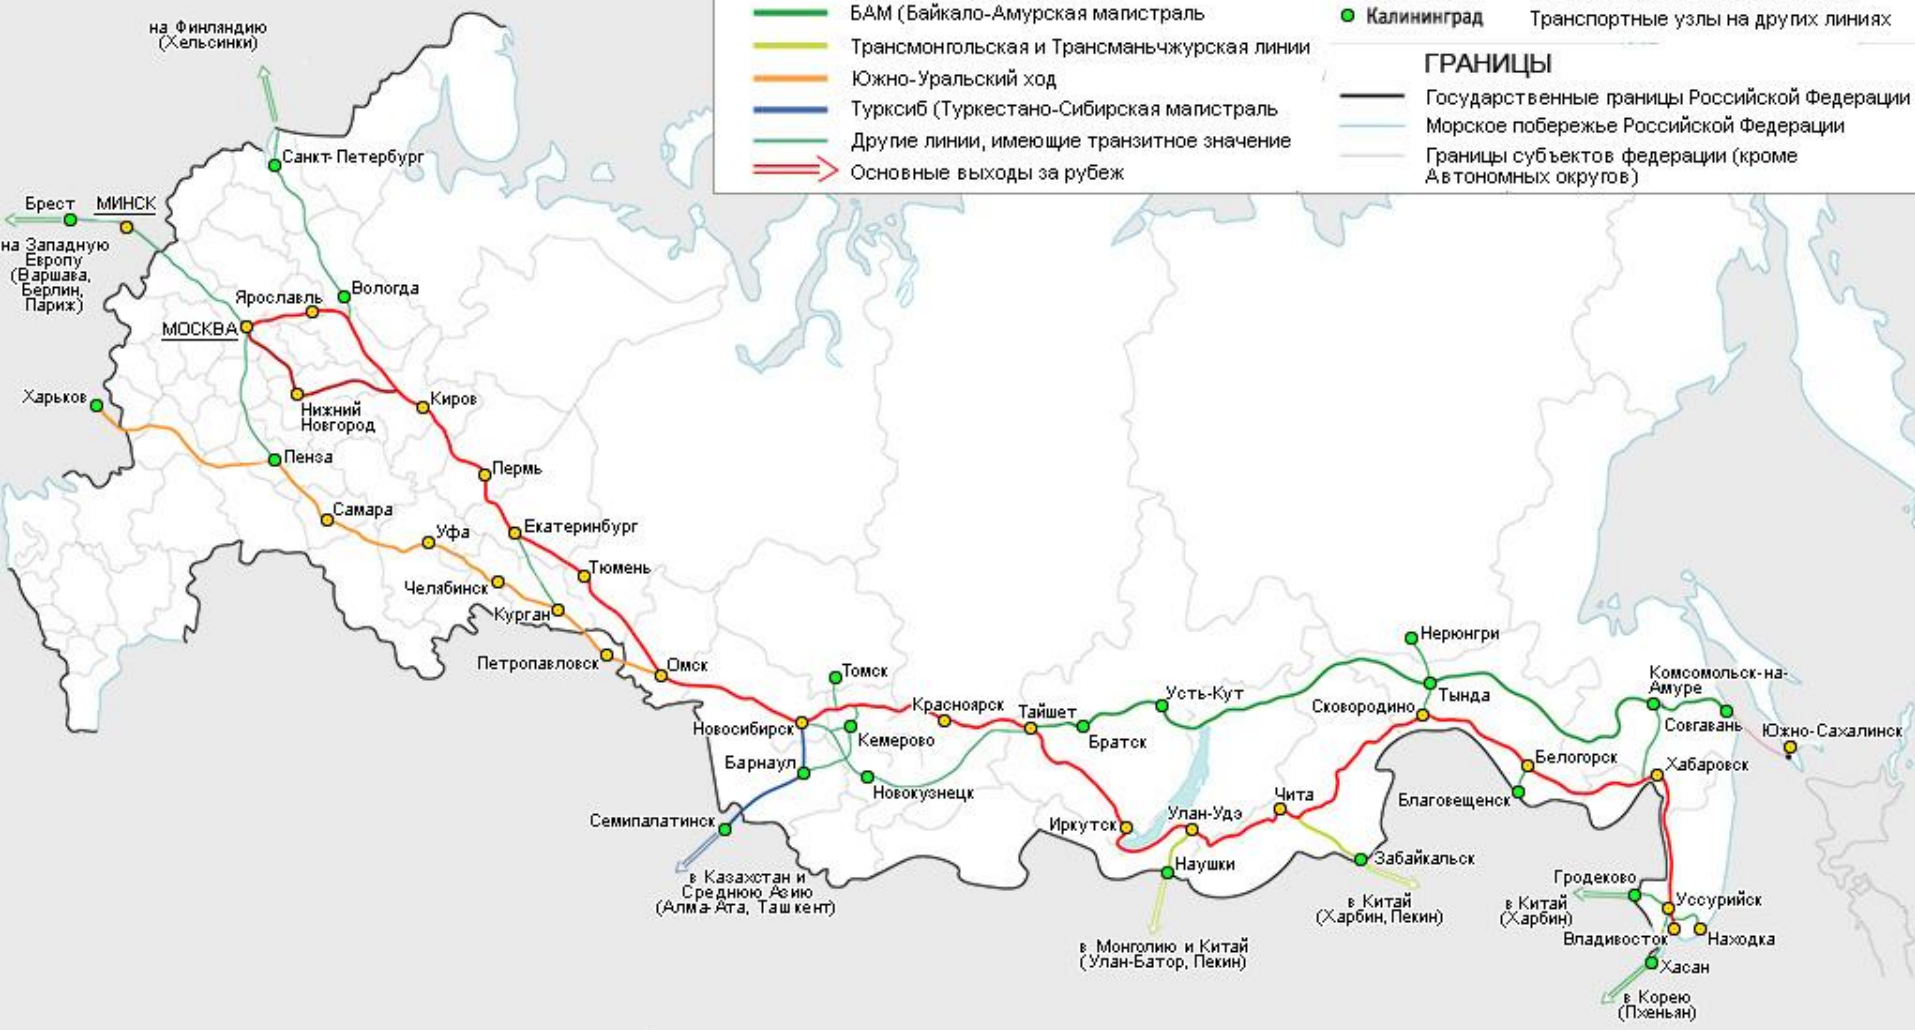 БАМ (Байкало-Амурская магистраль
Трансмонгольская и Трансманьчжурская линии
Южно-Уральский ход
Турксиб (Туркестано-Сибирская магистраль
Другие линии, имеющие транзитное значение
Основные выходы за рубеж
Калининград
Транспортные узлы на других линиях
ГРАНИЦЫ
Государственные границы Российской Федерации
Морское побережье Российской Федерации
Границы субъектов федерации (кроме
Автономных округов)
на Финляндию
(Хельсинки)
Санкт-Петербург
Брест
МИНСК
на Западную
Европу
(Варшава,
Берлин,
Париж)
Вологда
Ярославль
МОСКВА
Харьков
Нижний
Новгород
Киров
Пенза
Пермь
Самара
Уфа
Екатеринбург
Тюмень
Челябинск
Курган
Петропавловск
Омск
Томск
Новосибирск
Кемерово
Красноярск
Барнаул
Новокузнецк
Семипалатинск
в Казахстан и
Среднюю Азию
(Алма-Ата, Ташкент)
Тайшет
Братск
Усть-Кут
Иркутск
Улан-Удэ
Наушки
в Монголию и Китай
(Улан-Батор, Пекин)
Чита
Забайкальск
в Китай
(Харбин, Пекин)
Нерюнгри
Тында
Сковородино
Белогорск
Благовещенск
Комсомольск-на-
Амуре
Совгавань
Южно-Сахалинск
Хабаровск
Гродеково
в Китай
(Харбин)
Уссурийск
Владивосток
Находка
Хасан
в Корею
(Пхеньян)